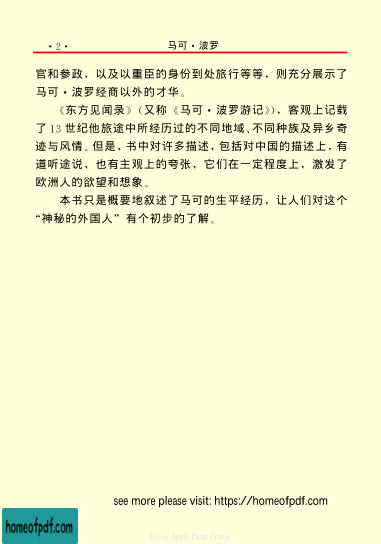 · 2 · 马可·波罗
官和参政，以及以重臣的身份到处旅行等等，则充分展示了
马可·波罗经商以外的才华。
《东方见闻录》（又称《马可·波罗游记》），客观上记载
了 13 世纪他旅途中所经历过的不同地域、不同种族及异乡奇
迹与风情。但是，书中对许多描述，包括对中国的描述上，有
道听途说，也有主观上的夸张，它们在一定程度上，激发了
欧洲人的欲望和想象。
本书只是概要地叙述了马可的生平经历，让人们对这个
“神秘的外国人”有个初步的了解。
see more please visit: https://homeofpdf.com
homeofpdf.com
Green Apple Data Center